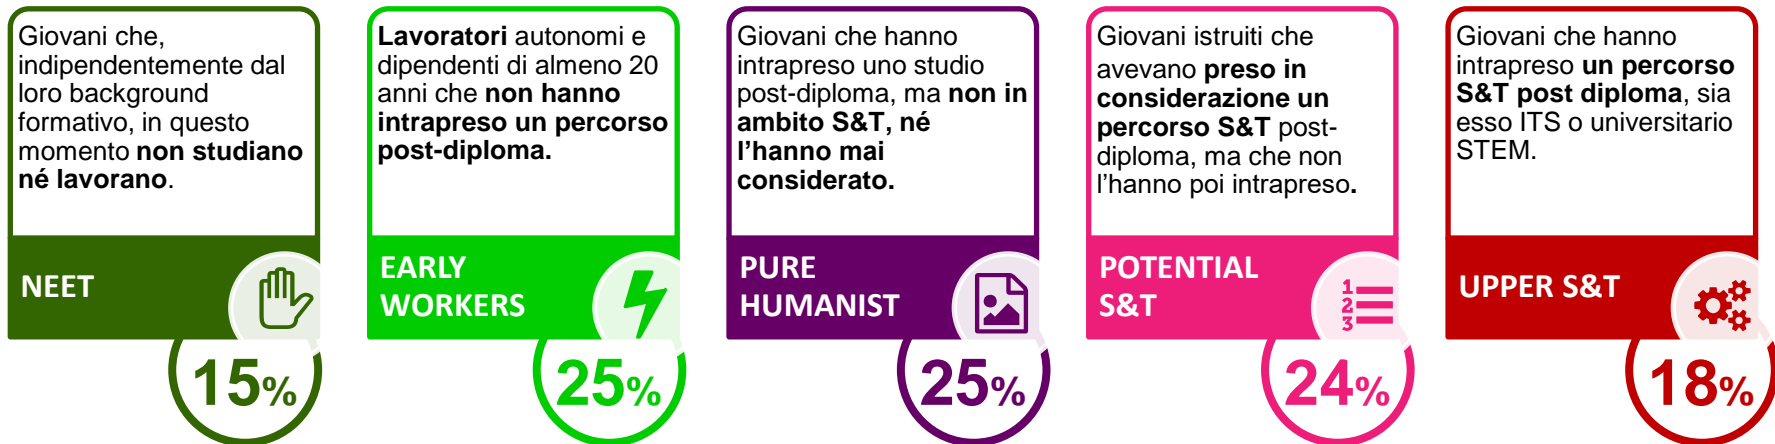 Giovani che,
indipendentemente dal
loro background
formativo, in questo
momento non studiano
né lavorano.
NEET
15%
Lavoratori autonomi e
dipendenti di almeno 20
anni che non hanno
intrapreso un percorso
post-diploma.
EARLY
WORKERS
25%
Giovani che hanno
intrapreso uno studio
post-diploma, ma non in
ambito S&T, né
l'hanno mai
considerato.
PURE
HUMANIST
25%
Giovani istruiti che
avevano preso in
considerazione un
percorso S&T post-
diploma, ma che non
l'hanno poi intrapreso.
POTENTIAL
S&T
1
2
3
24%
Giovani che hanno
intrapreso un percorso
S&T post diploma, sia
esso ITS o universitario
STEM.
UPPER S&T
18%